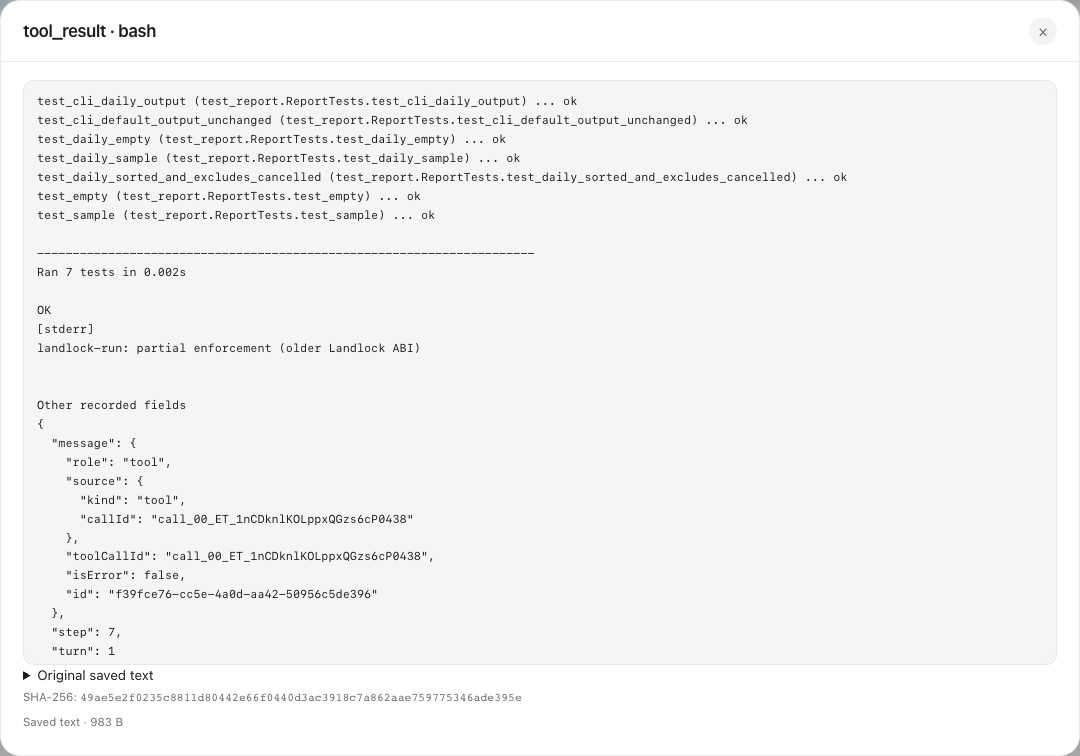 tool_result · bash
×
test_cli_daily_output (test_report.ReportTests.test_cli_daily_output) ... ok
test_cli_default_output_unchanged (test_report.ReportTests.test_cli_default_output_unchanged) ... ok
test_daily_empty (test_report.ReportTests.test_daily_empty) ... ok
test_daily_sample (test_report.ReportTests.test_daily_sample) ... ok
test_daily_sorted_and_excludes_cancelled (test_report.ReportTests.test_daily_sorted_and_excludes_cancelled) ... ok
test_empty (test_report.ReportTests.test_empty) ... ok
test_sample (test_report.ReportTests.test_sample) ... ok
----------------------------------------------------------------------
Ran 7 tests in 0.002s
OK
[stderr]
landlock-run: partial enforcement (older Landlock ABI)
Other recorded fields
{
  "message": {
    "role": "tool",
    "source": {
      "kind": "tool",
      "callId": "call_00_ET_1nCDknlKOLppxQGzs6cP0438"
    },
    "toolCallId": "call_00_ET_1nCDknlKOLppxQGzs6cP0438",
    "isError": false,
    "id": "f39fce76-cc5e-4a0d-aa42-50956c5de396"
  },
  "step": 7,
  "turn": 1
▶ Original saved text
SHA-256: 49ae5e2f0235c8811d80442e66f0440d3ac3918c7a862aae759775346ade395e
Saved text · 983 B